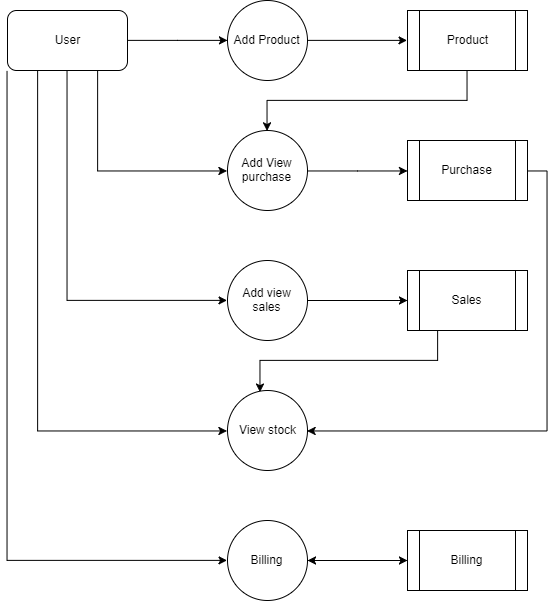 User
Add Product
Product
Add View
purchase
Purchase
Add view
sales
Sales
View stock
Billing
Billing